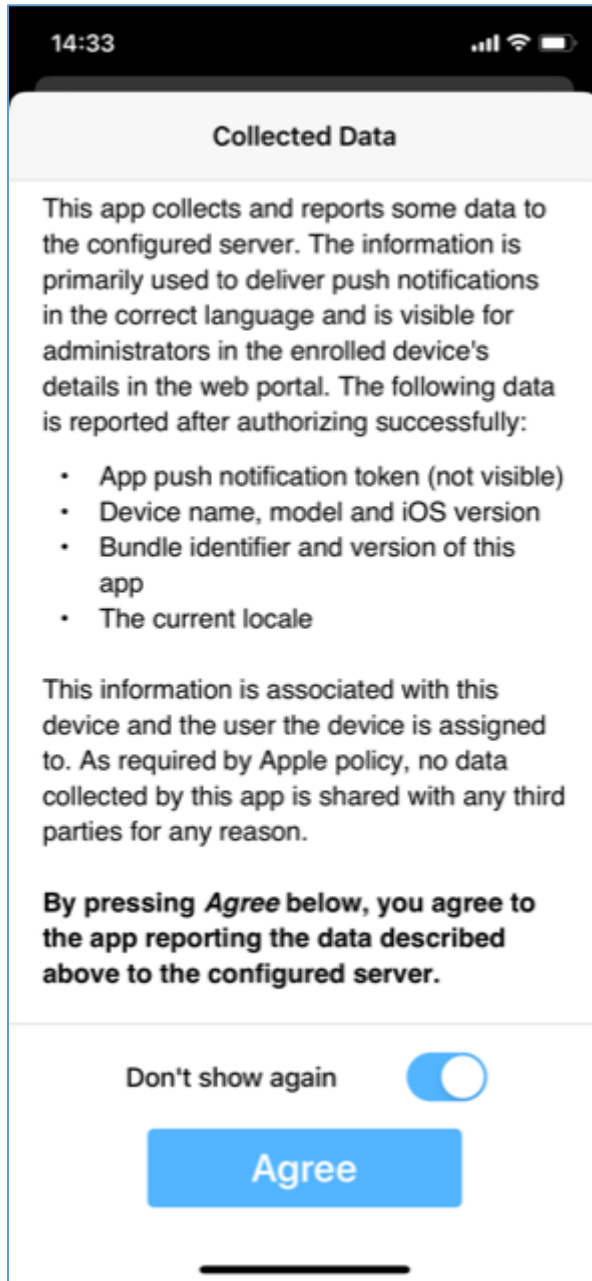 14:33
Collected Data
This app collects and reports some data to
the configured server. The information is
primarily used to deliver push notifications
in the correct language and is visible for
administrators in the enrolled device's
details in the web portal. The following data
is reported after authorizing successfully:
• App push notification token (not visible)
• Device name, model and iOS version
• Bundle identifier and version of this
app
• The current locale
This information is associated with this
device and the user the device is assigned
to. As required by Apple policy, no data
collected by this app is shared with any third
parties for any reason.
By pressing Agree below, you agree to
the app reporting the data described
above to the configured server.
Don't show again
Agree